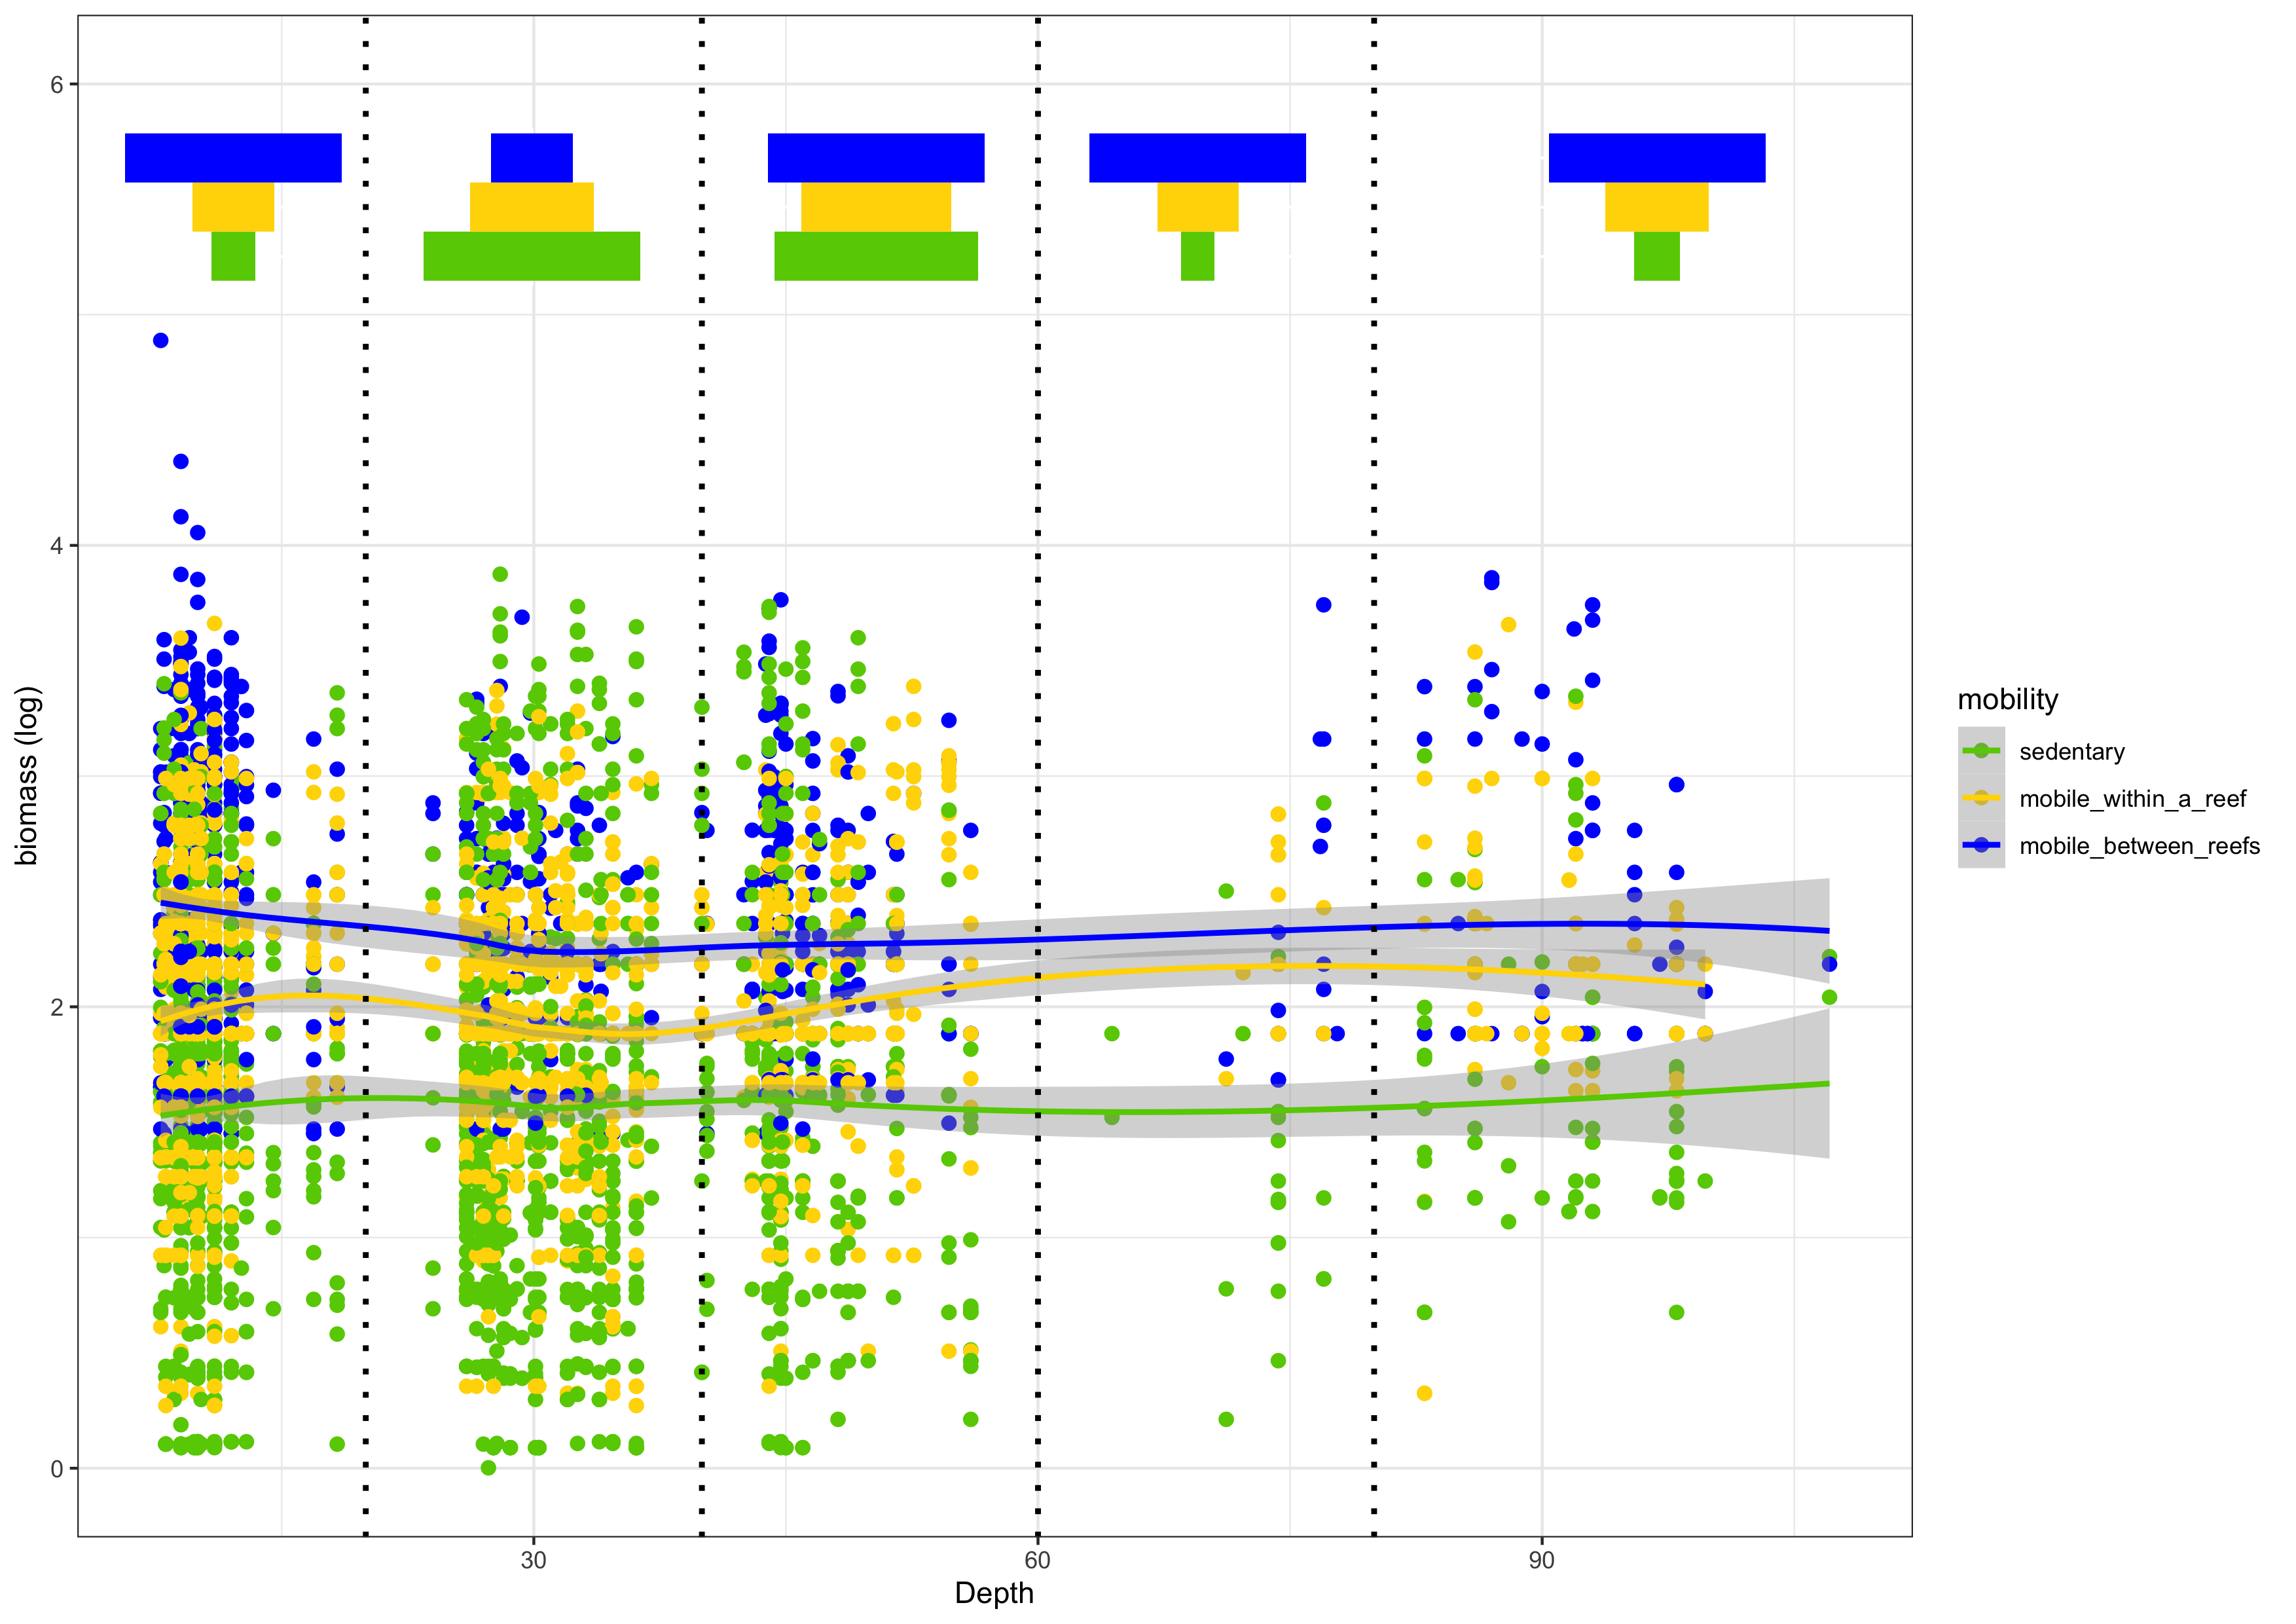 6
4
2
0
biomass (log)
30
60
90
Depth
mobility
sedentary
mobile_within_a_reef
mobile_between_reefs